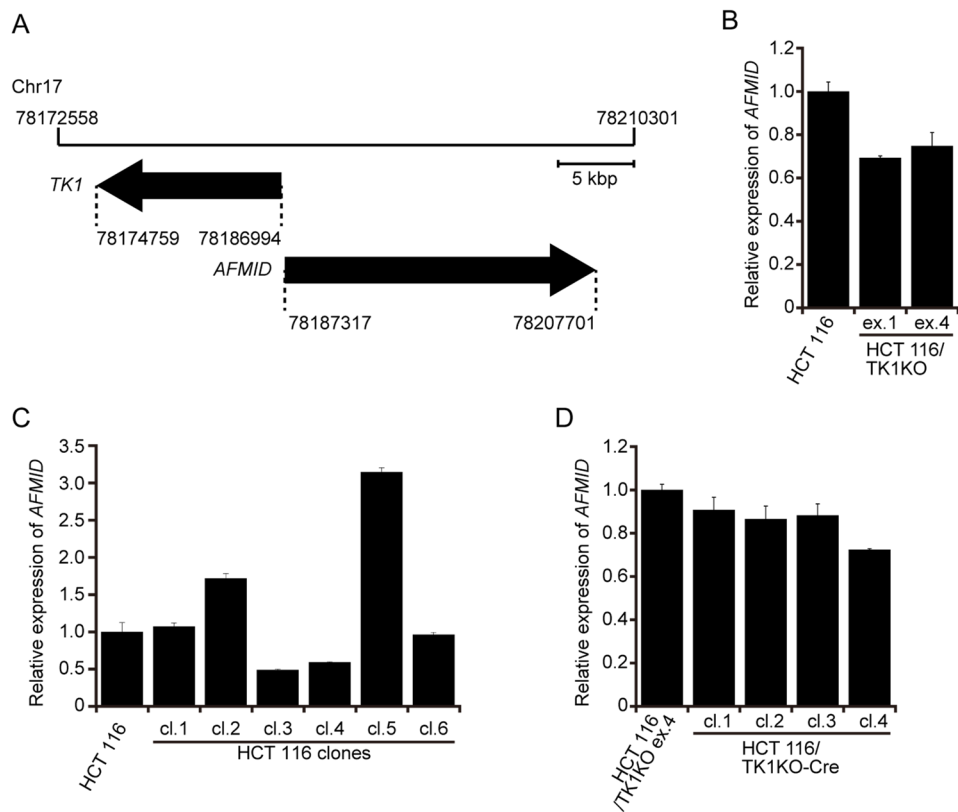 A
Chr17
78172558
78210301
5 kbp
TK1
78174759
78186994
AFMID
78187317
78207701
B
Relative expression of AFMID
1.2
1.0
0.8
0.6
0.4
0.2
0
HCT 116
ex.1
ex.4
HCT 116/
TK1KO
C
Relative expression of AFMID
3.5
3.0
2.5
2.0
1.5
1.0
0.5
0
HCT 116
cl.1
cl.2
cl.3
cl.4
cl.5
cl.6
HCT 116 clones
D
Relative expression of AFMID
1.2
1.0
0.8
0.6
0.4
0.2
0
HCT 116
/TK1KO ex.4
cl.1
cl.2
cl.3
cl.4
HCT 116/
TK1KO-Cre